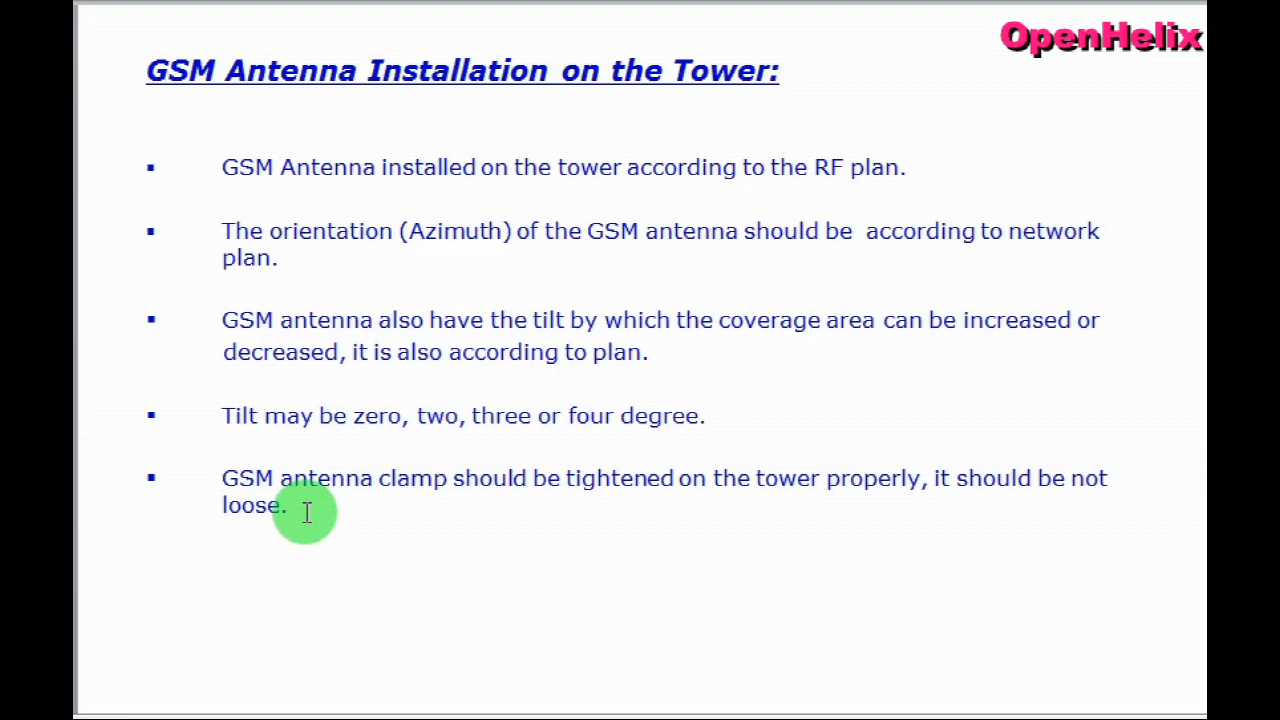 OpenHelix
GSM Antenna Installation on the Tower:
▪ GSM Antenna installed on the tower according to the RF plan.
▪ The orientation (Azimuth) of the GSM antenna should be  according to network
plan.
▪ GSM antenna also have the tilt by which the coverage area can be increased or
decreased, it is also according to plan.
▪ Tilt may be zero, two, three or four degree.
▪ GSM antenna clamp should be tightened on the tower properly, it should be not
loose.